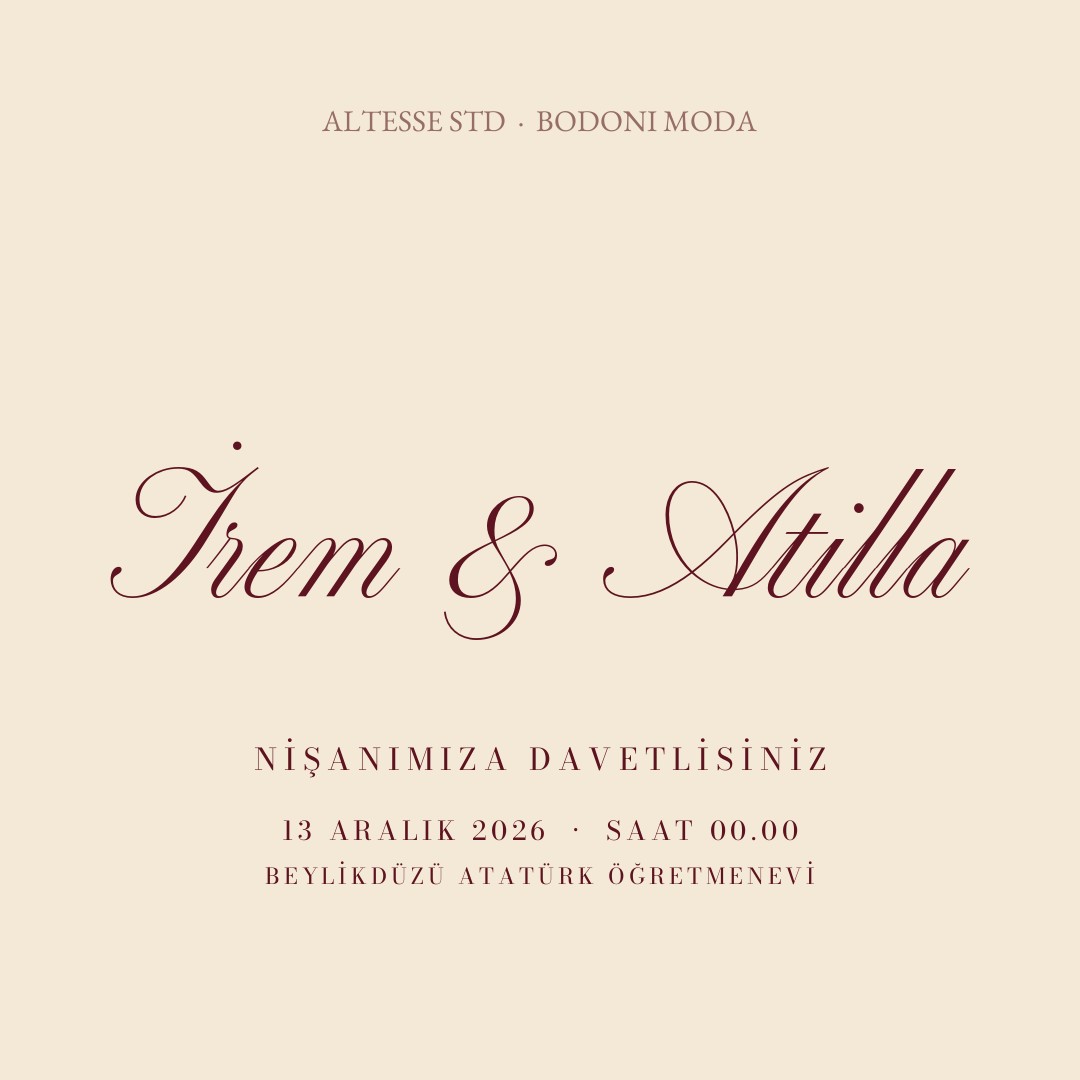 ALTESSE STD · BODONI MODA
İrem & Atilla
NİŞANIMIZA DAVETLİSİNİZ
13 ARALIK 2026 · SAAT 00.00
BEYLİKDÜZÜ ATATÜRK ÖĞRETMENEVİ